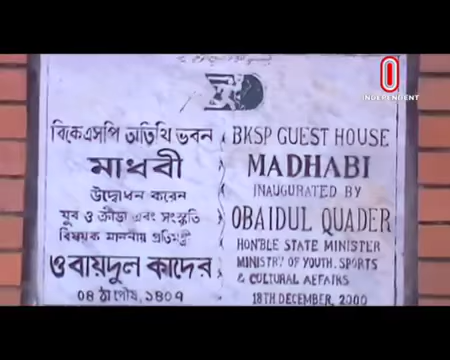 INDEPENDENT
বিকেএসপি অতিথি ভবন
মাধবী
উদ্বোধন করেন
যুব ও ক্রীড়া এবং সংস্কৃতি
বিষয়ক মাননীয় প্রতিমন্ত্রী
ওবায়দুল কাদের
০৪ ঠা পৌষ, ১৪০৭
BKSP GUEST HOUSE
MADHABI
INAUGURATED BY
OBAIDUL QUADER
HON'BLE STATE MINISTER
MINISTRY OF YOUTH, SPORTS
& CULTURAL AEFAIRS
18TH DECEMBER, 2000